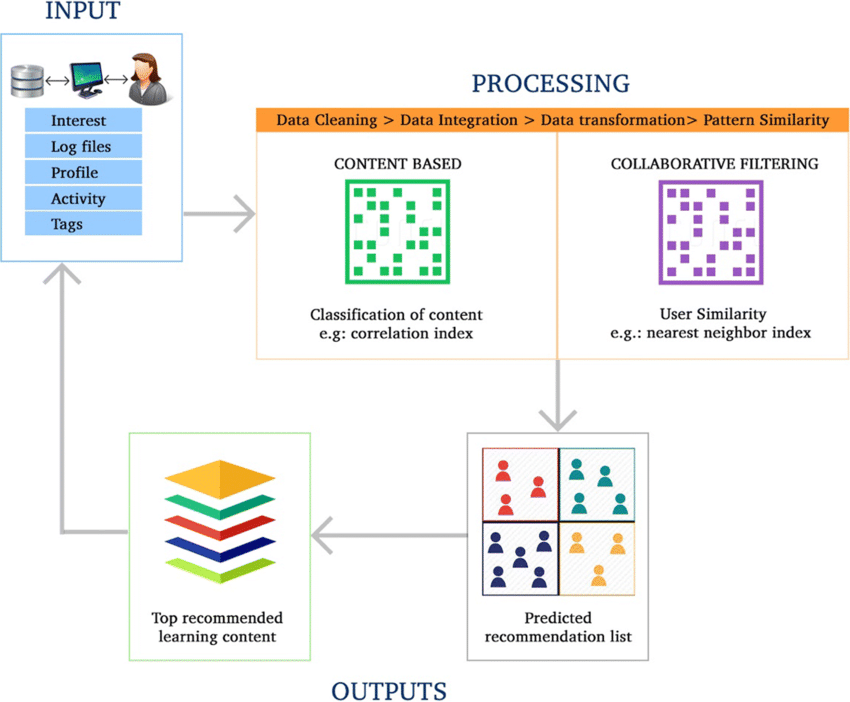 INPUT
Interest
Log files
Profile
Activity
Tags
PROCESSING
Data Cleaning > Data Integration > Data transformation> Pattern Similarity
CONTENT BASED
Classification of content
e.g: correlation index
COLLABORATIVE FILTERING
User Similarity
e.g.: nearest neighbor index
Predicted
recommendation list
Top recommended
learning content
OUTPUTS